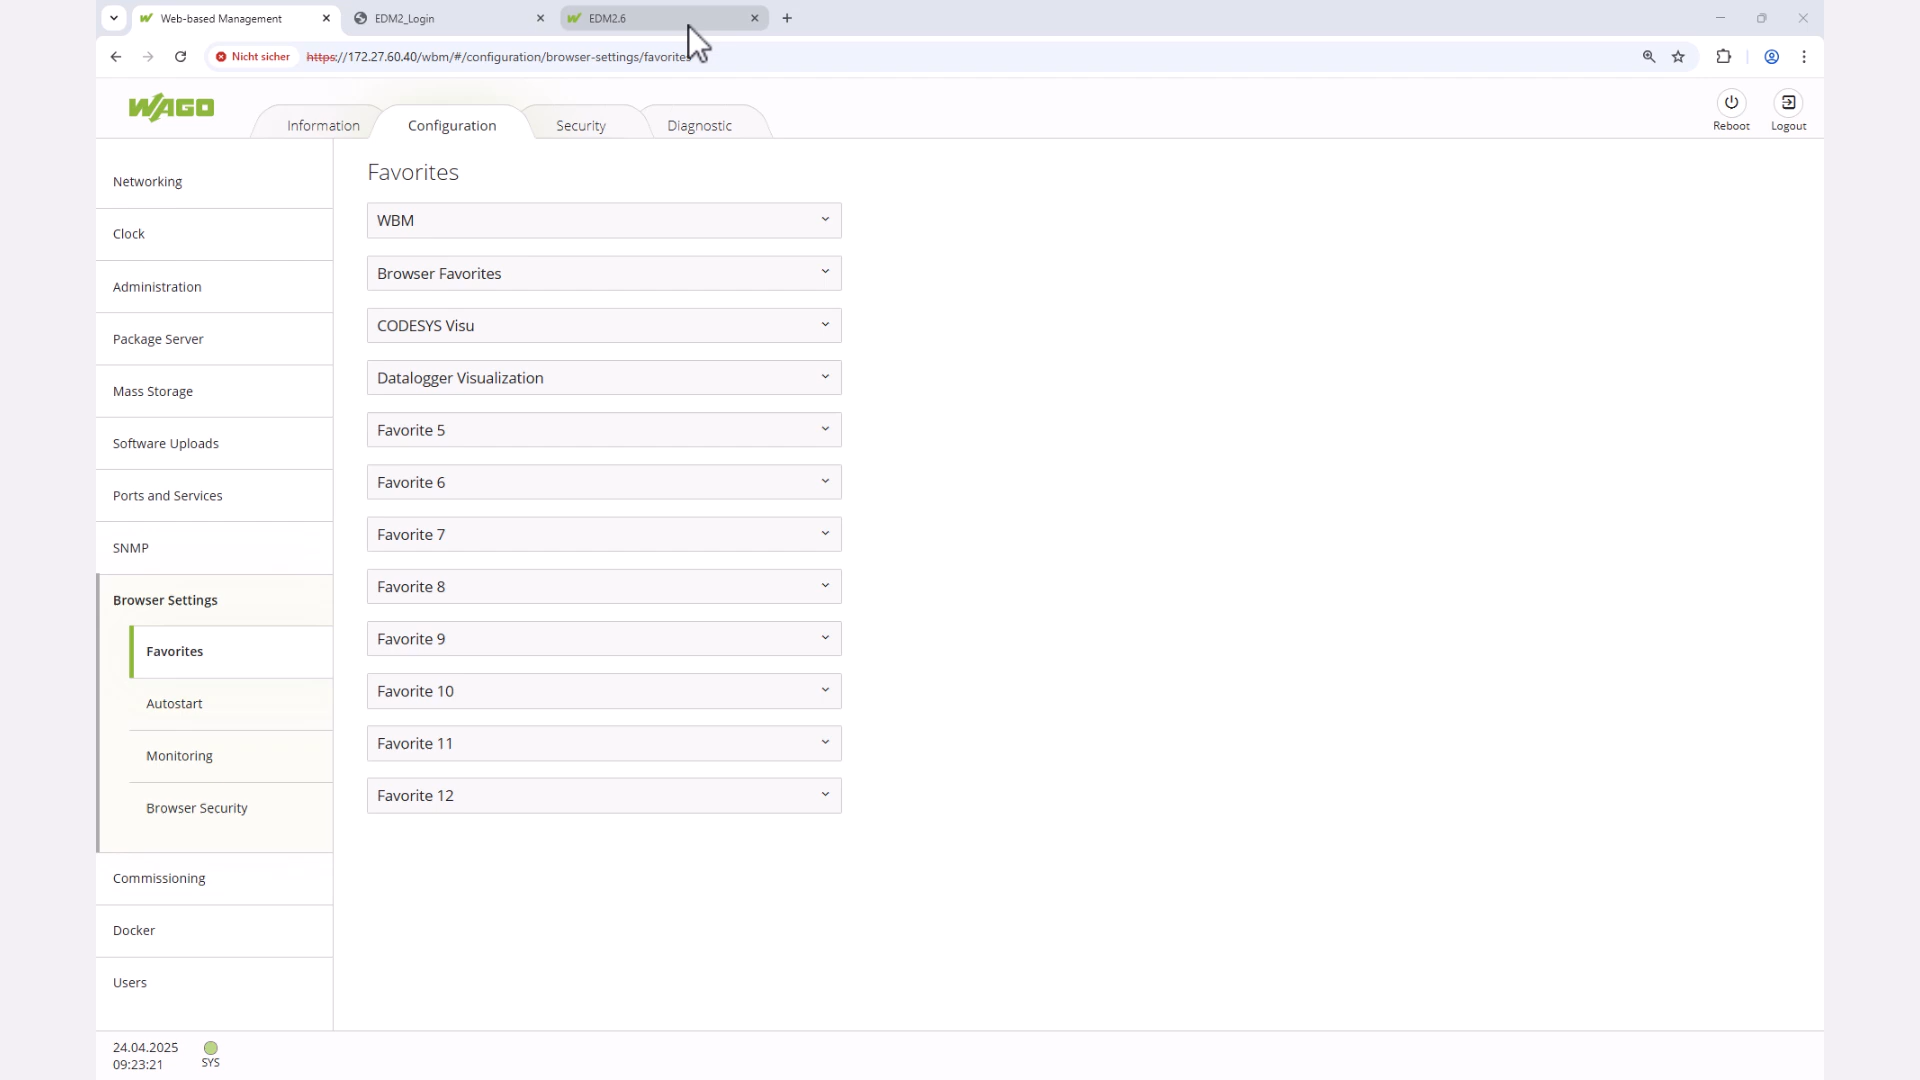 Web-based Management
EDM2_Login
EDM2.6
Nicht sicher
https://172.27.60.40/wbm/#/configuration/browser-settings/favorites
WAGO
Information
Configuration
Security
Diagnostic
Reboot
Logout
Networking
Clock
Administration
Package Server
Mass Storage
Software Uploads
Ports and Services
SNMP
Browser Settings
Favorites
Autostart
Monitoring
Browser Security
Commissioning
Docker
Users
Favorites
WBM
Browser Favorites
CODESYS Visu
Datalogger Visualization
Favorite 5
Favorite 6
Favorite 7
Favorite 8
Favorite 9
Favorite 10
Favorite 11
Favorite 12
24.04.2025
09:23:21
SYS